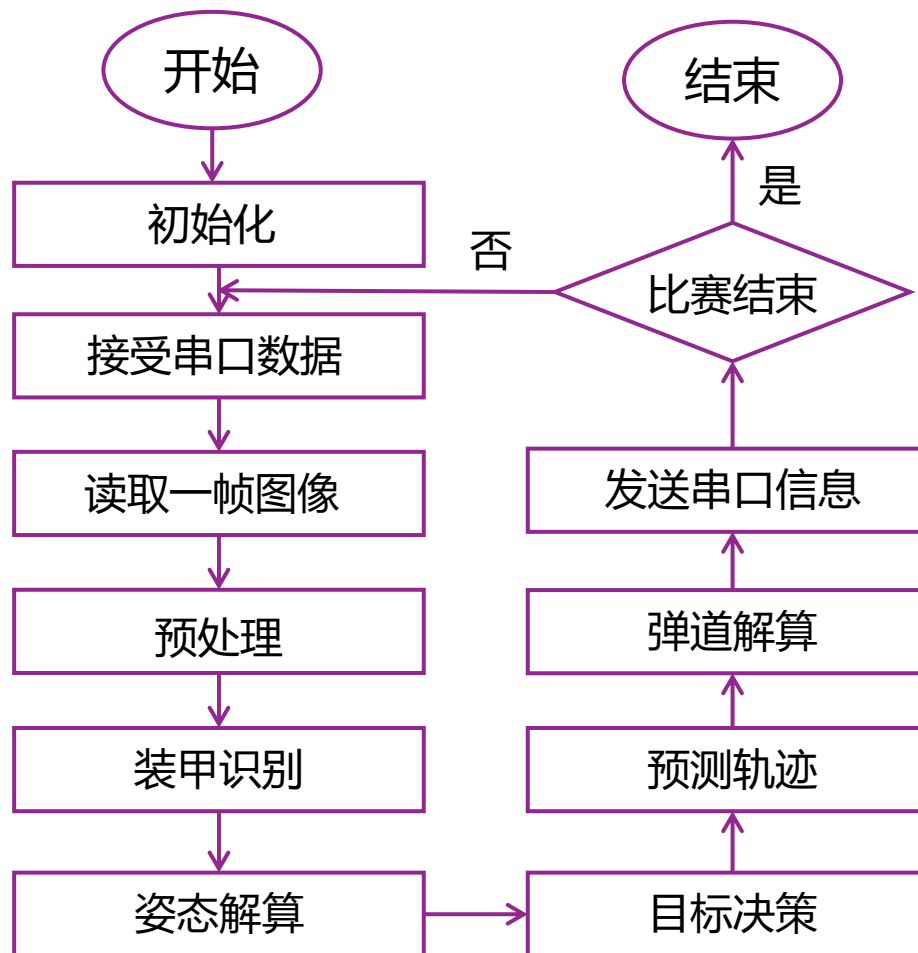 开始
初始化
接受串口数据
读取一帧图像
预处理
装甲识别
姿态解算
目标决策
预测轨迹
弹道解算
发送串口信息
比赛结束
否
是
结束